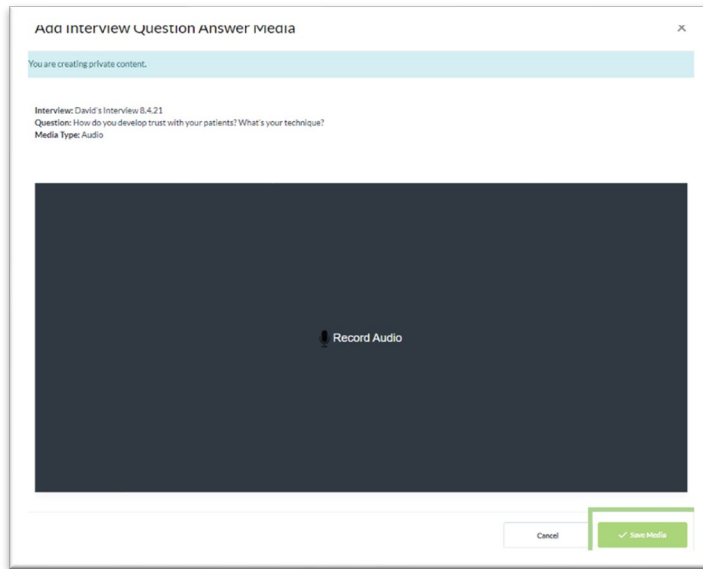 Add Interview Question Answer Media
You are creating private content.
Interview: David's Interview 8.4.21
Question: How do you develop trust with your patients? What's your technique?
Media Type: Audio
Record Audio
Cancel
Save Media